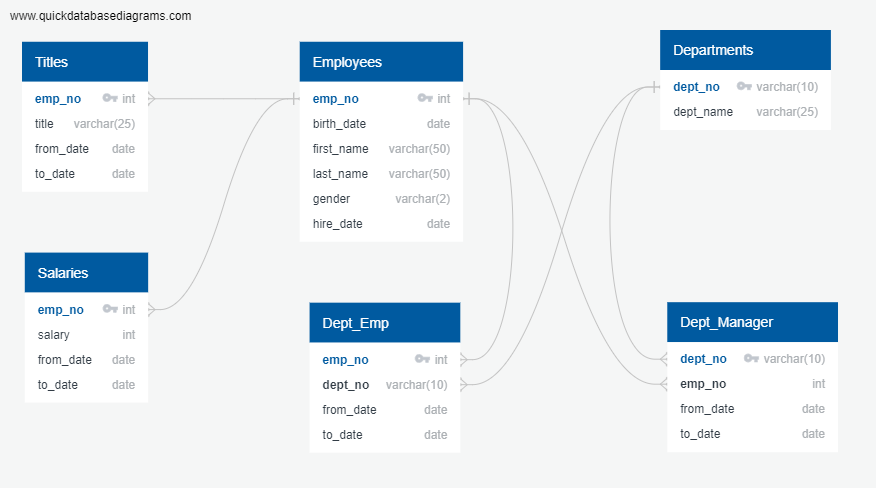 www.quickdatabasediagrams.com
Titles
emp_no int
title varchar(25)
from_date date
to_date date
Employees
emp_no int
birth_date date
first_name varchar(50)
last_name varchar(50)
gender varchar(2)
hire_date date
Departments
dept_no varchar(10)
dept_name varchar(25)
Salaries
emp_no int
salary int
from_date date
to_date date
Dept_Emp
emp_no int
dept_no varchar(10)
from_date date
to_date date
Dept_Manager
dept_no varchar(10)
emp_no int
from_date date
to_date date